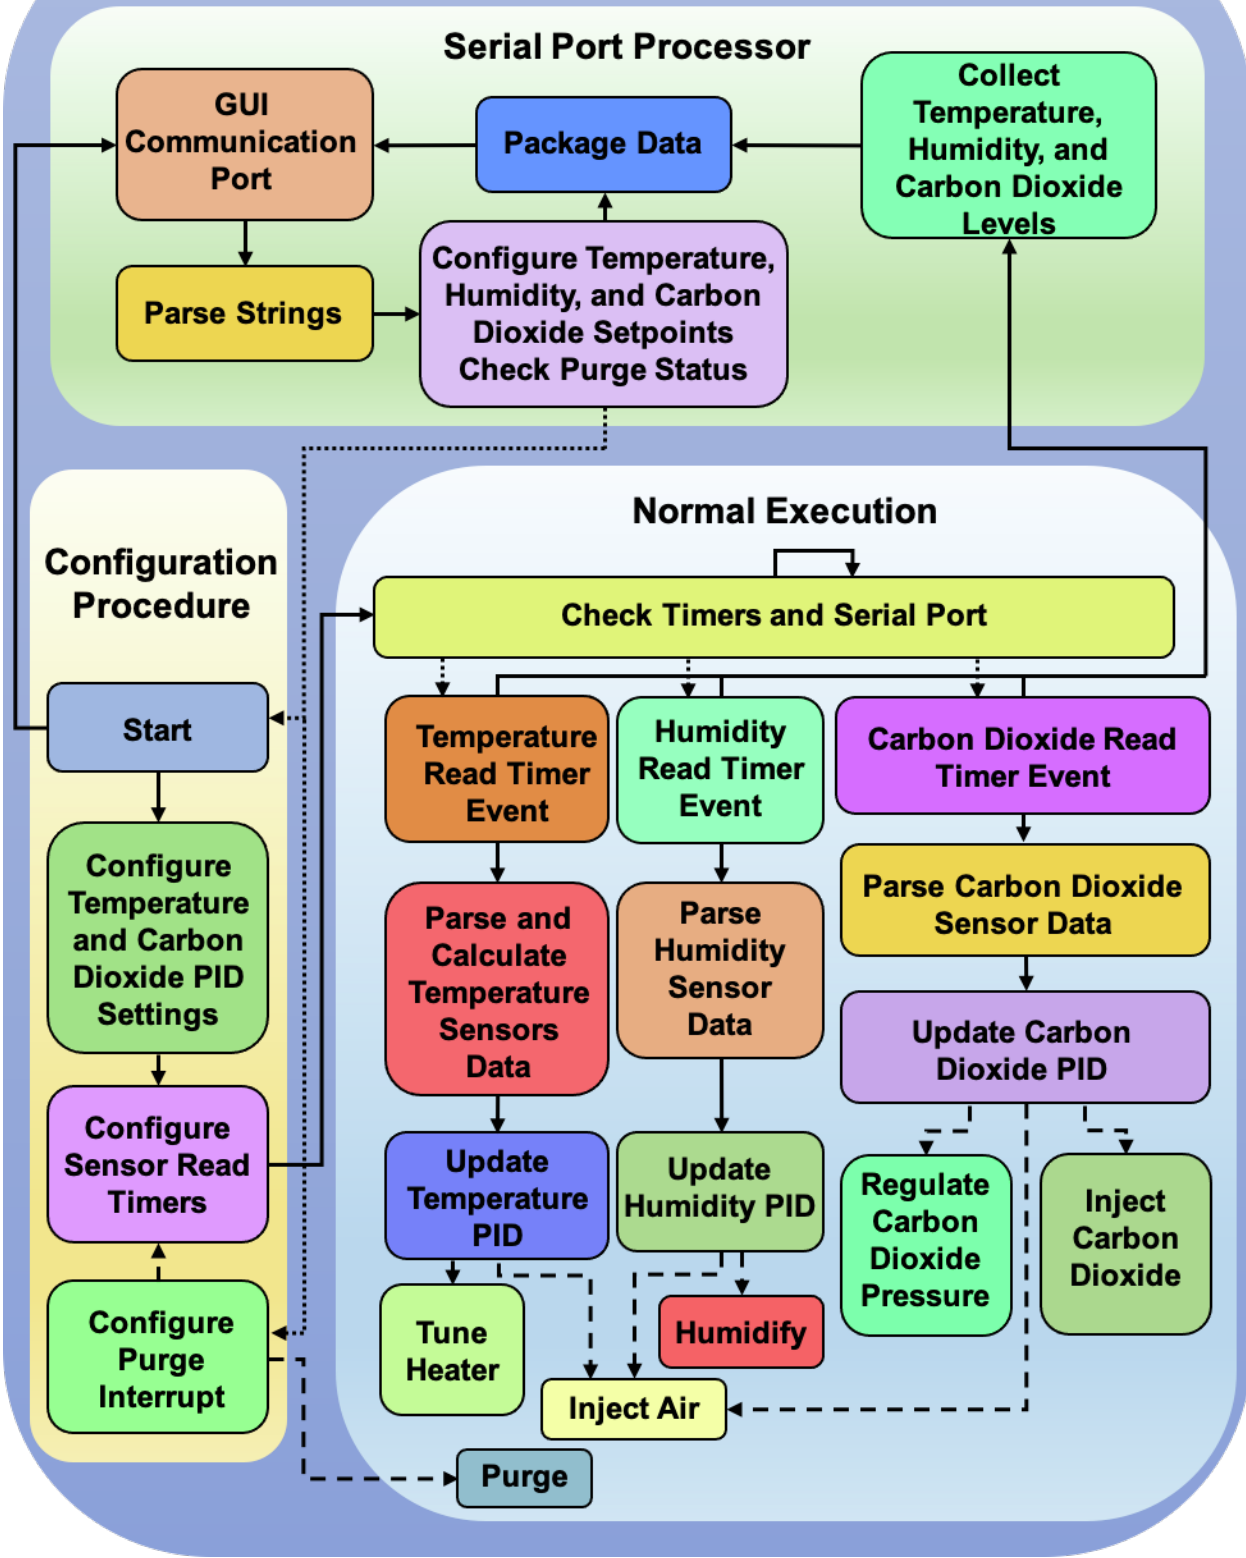 Serial Port Processor
GUI
Communication
Port
Package Data
Collect
Temperature,
Humidity, and
Carbon Dioxide
Levels
Parse Strings
Configure Temperature,
Humidity, and Carbon
Dioxide Setpoints
Check Purge Status
Configuration
Procedure
Start
Configure
Temperature
and Carbon
Dioxide PID
Settings
Configure
Sensor Read
Timers
Configure
Purge
Interrupt
Normal Execution
Check Timers and Serial Port
Temperature
Read Timer
Event
Humidity
Read Timer
Event
Carbon Dioxide Read
Timer Event
Parse and
Calculate
Temperature
Sensors
Data
Parse
Humidity
Sensor
Data
Parse Carbon Dioxide
Sensor Data
Update Carbon
Dioxide PID
Update
Temperature
PID
Update
Humidity PID
Regulate
Carbon
Dioxide
Pressure
Inject
Carbon
Dioxide
Tune
Heater
Humidify
Inject Air
Purge